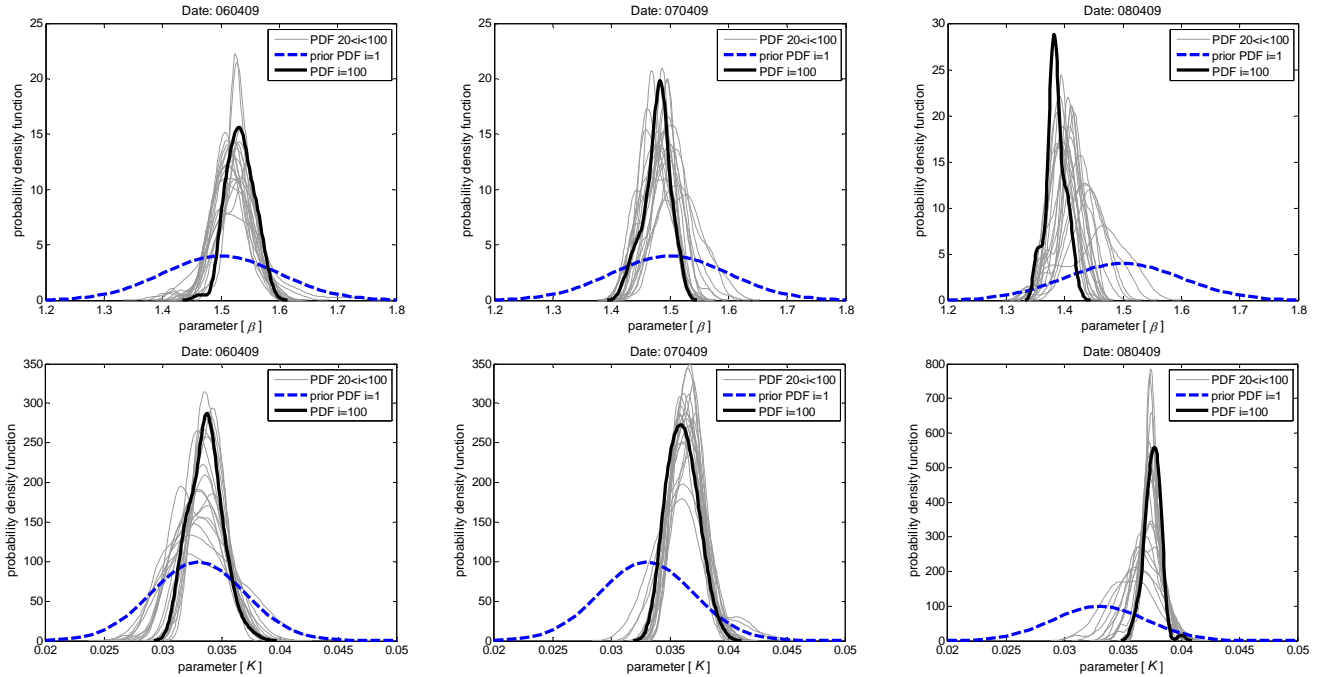 Date: 060409
probability density function
25
20
15
10
5
0
PDF 20<i<100
prior PDF i=1
PDF i=100
1.2 1.3 1.4 1.5 1.6 1.7 1.8
parameter [ β ]
Date: 070409
probability density function
25
20
15
10
5
0
PDF 20<i<100
prior PDF i=1
PDF i=100
1.2 1.3 1.4 1.5 1.6 1.7 1.8
parameter [ β ]
Date: 080409
probability density function
30
25
20
15
10
5
0
PDF 20<i<100
prior PDF i=1
PDF i=100
1.2 1.3 1.4 1.5 1.6 1.7 1.8
parameter [ β ]
Date: 060409
probability density function
350
300
250
200
150
100
50
0
PDF 20<i<100
prior PDF i=1
PDF i=100
0.02 0.025 0.03 0.035 0.04 0.045 0.05
parameter [ K ]
Date: 070409
probability density function
350
300
250
200
150
100
50
0
PDF 20<i<100
prior PDF i=1
PDF i=100
0.02 0.025 0.03 0.035 0.04 0.045 0.05
parameter [ K ]
Date: 080409
probability density function
800
700
600
500
400
300
200
100
0
PDF 20<i<100
prior PDF i=1
PDF i=100
0.02 0.025 0.03 0.035 0.04 0.045 0.05
parameter [ K ]